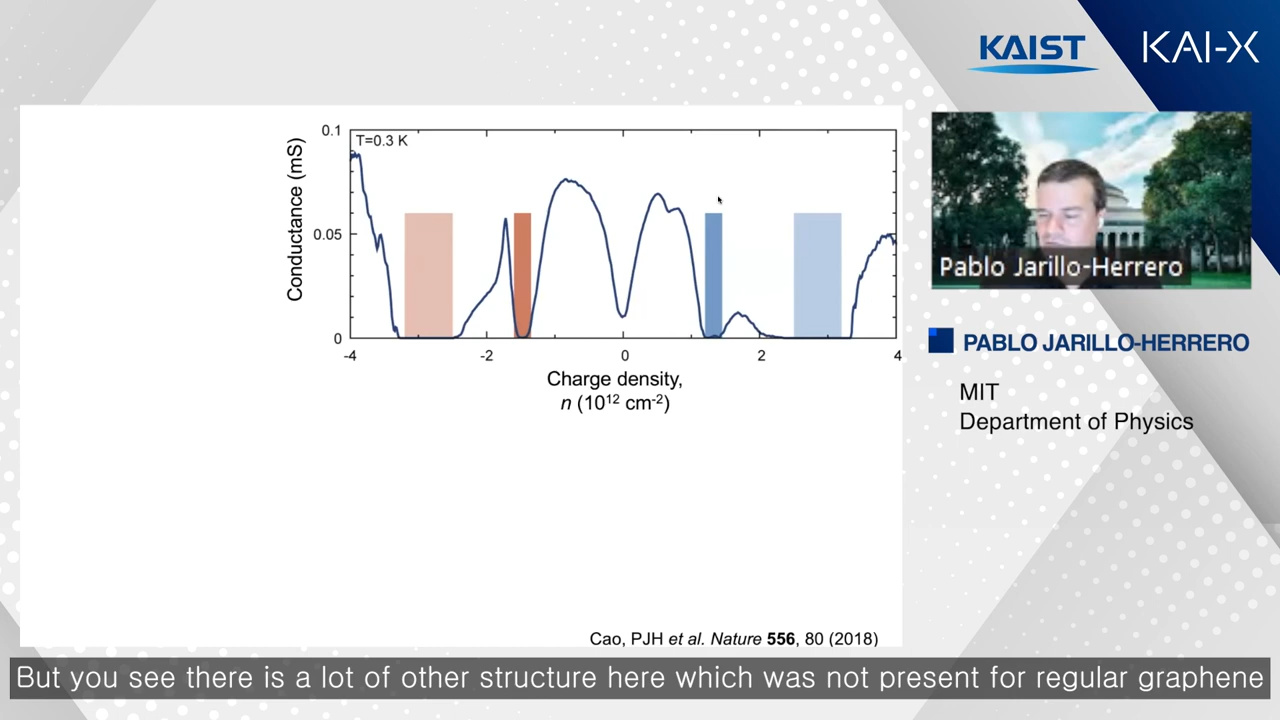 KAIST
KAI-X
0.1
T=0.3 K
Conductance (mS)
0.05
0
-4
-2
0
2
4
Charge density,
n (10¹² cm⁻²)
Pablo Jarillo-Herrero
PABLO JARILLO-HERRERO
MIT
Department of Physics
Cao, PJH et al. Nature 556, 80 (2018)
But you see there is a lot of other structure here which was not present for regular graphene